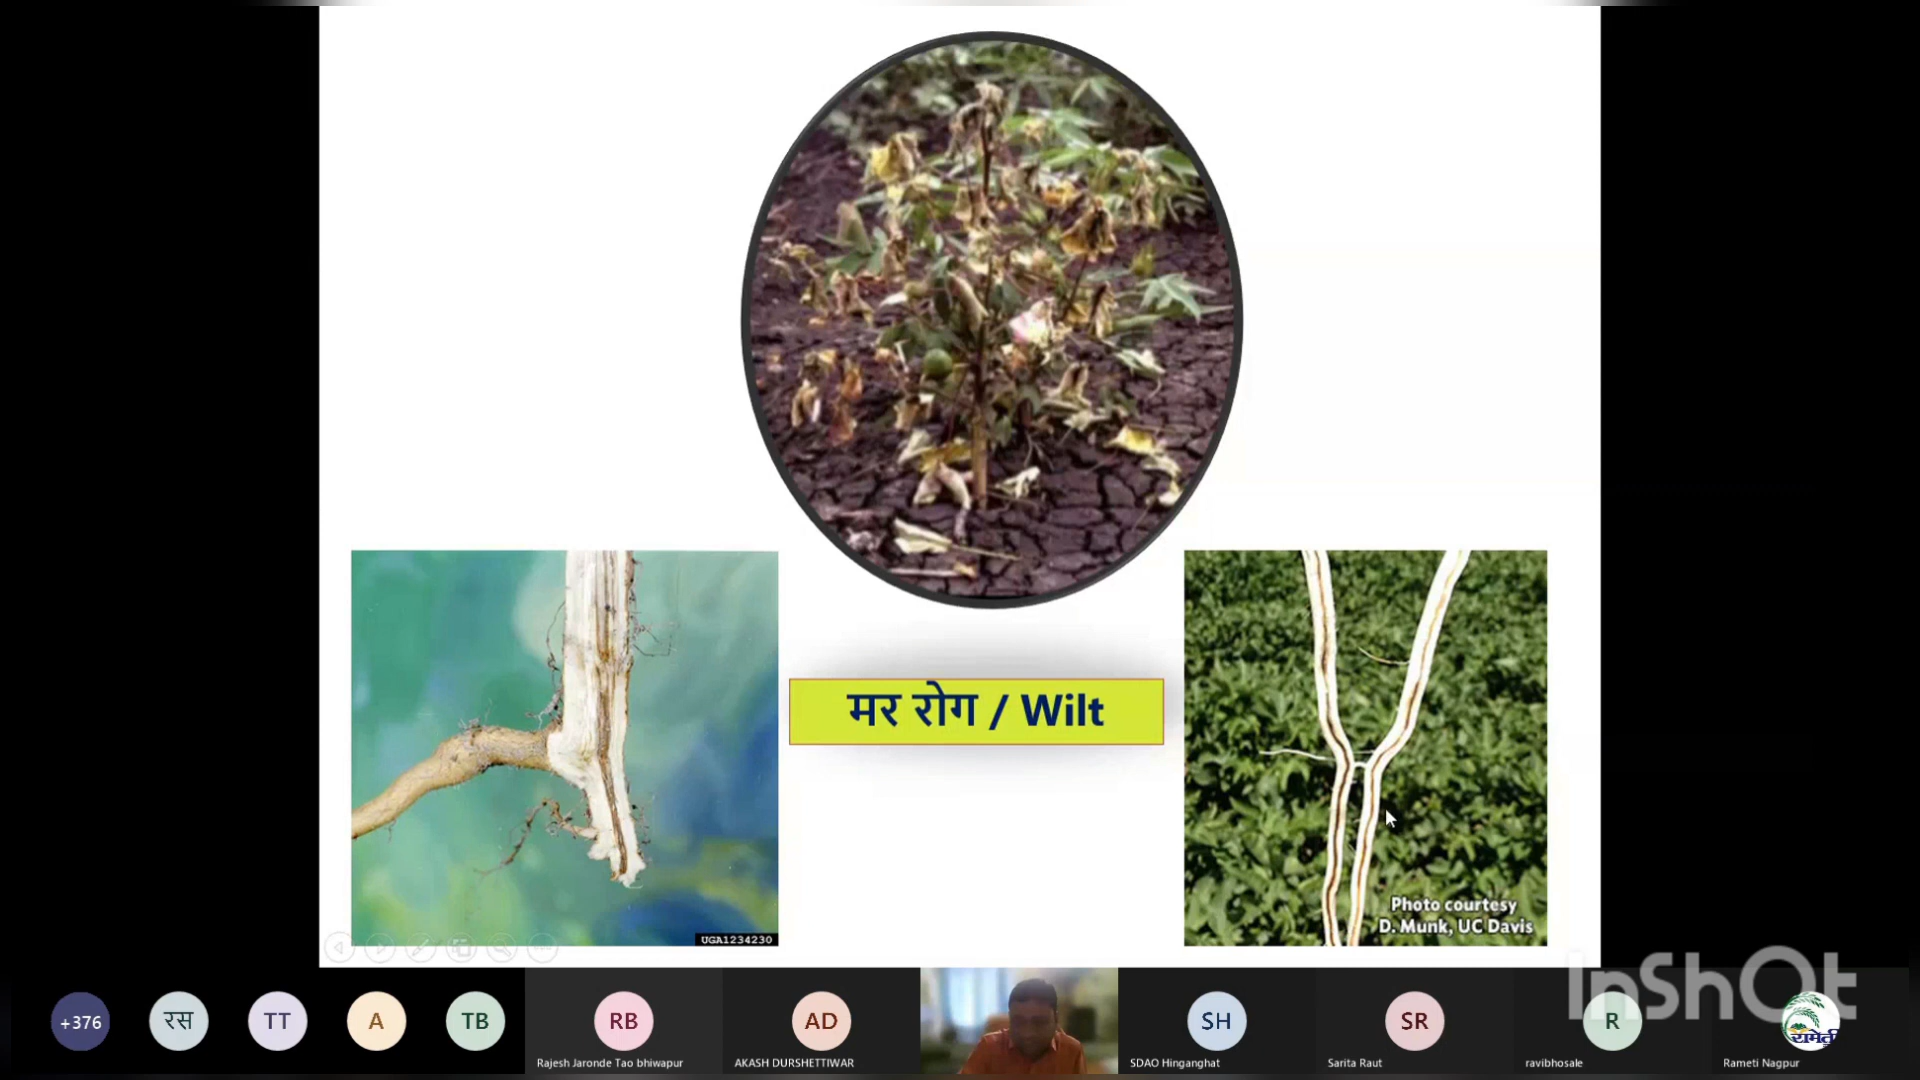 मर रोग / Wilt
UGA1234230
Photo courtesy
D. Munk, UC Davis
InShOt
+376
रस
TT
A
TB
RB
AD
SH
SR
R
रामेती
Rajesh Jaronde Tao bhiwapur
AKASH DURSHETTIWAR
SDAO Hinganghat
Sarita Raut
ravibhosale
Rameti Nagpur